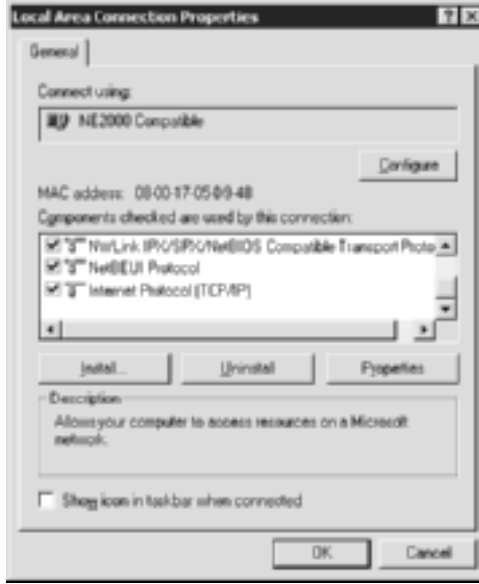 Local Area Connection Properties
General
Connect using:
NE2000 Compatible
Configure
MAC address: 08-00-17-05-B9-48
Components checked are used by this connection:
NWLink IPX/SPX/NetBIOS Compatible Transport Proto
NetBEUI Protocol
Internet Protocol (TCP/IP)
Install...
Uninstall
Properties
Description
Allows your computer to access resources on a Microsoft
network.
Show icon in taskbar when connected
OK
Cancel